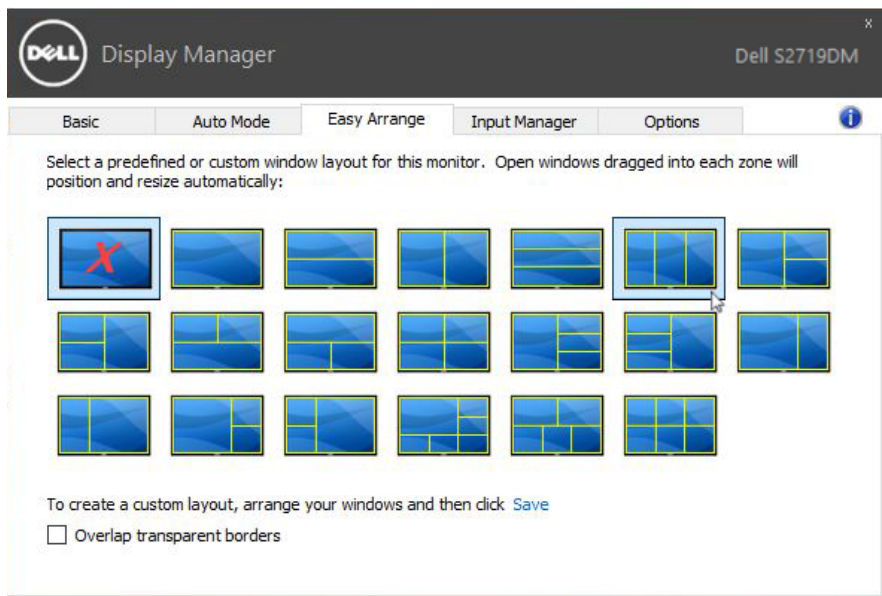 x
DELL
Display Manager
Dell S2719DM
Basic
Auto Mode
Easy Arrange
Input Manager
Options
i
Select a predefined or custom window layout for this monitor. Open windows dragged into each zone will
position and resize automatically:
X
To create a custom layout, arrange your windows and then click Save
Overlap transparent borders